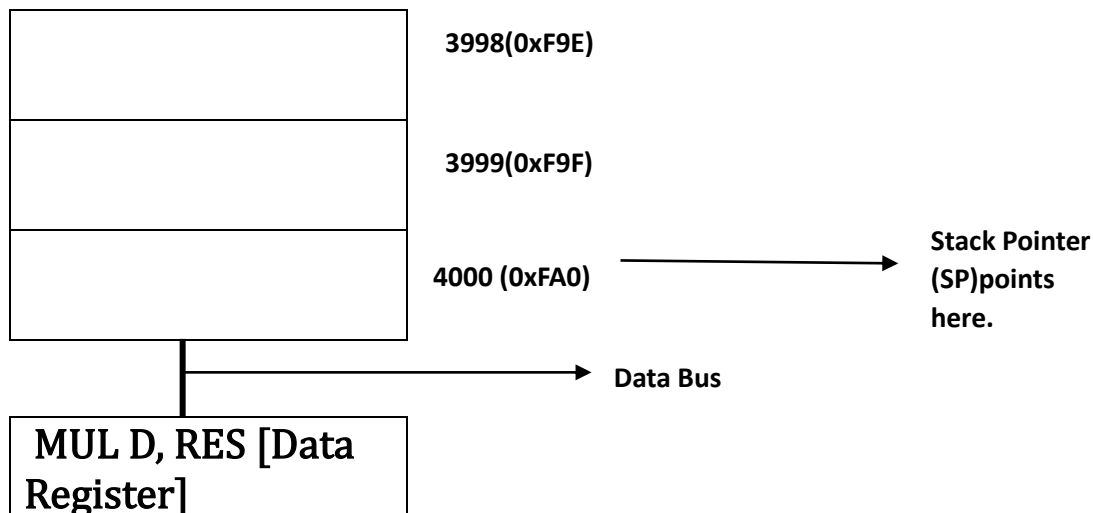 3998(0xF9E)
3999(0xF9F)
4000 (0xFA0)
Stack Pointer
(SP)points
here.
Data Bus
MUL D, RES [Data
Register]